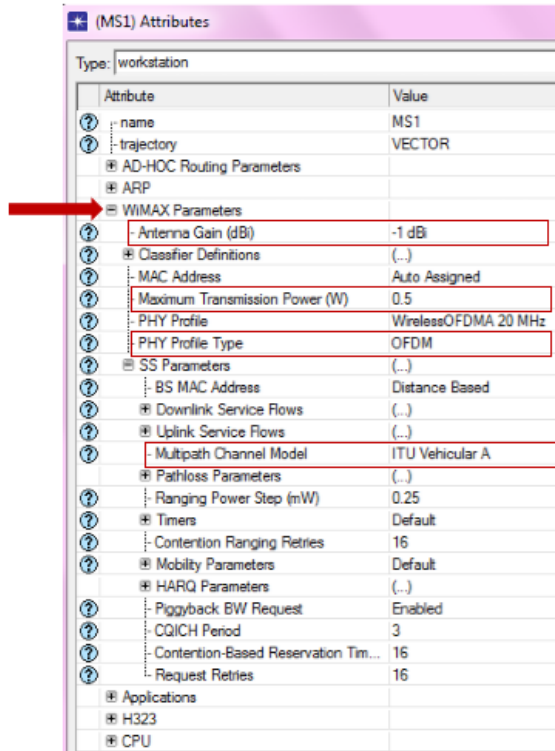 (MS1) Attributes
Type: workstation
Attribute Value
name MS1
trajectory VECTOR
AD-HOC Routing Parameters
ARP
WiMAX Parameters
Antenna Gain (dBi) -1 dBi
Classifier Definitions (...)
MAC Address Auto Assigned
Maximum Transmission Power (W) 0.5
PHY Profile WirelessOFDMA 20 MHz
PHY Profile Type OFDM
SS Parameters (...)
BS MAC Address Distance Based
Downlink Service Flows (...)
Uplink Service Flows (...)
Multipath Channel Model ITU Vehicular A
Pathloss Parameters (...)
Ranging Power Step (mW) 0.25
Timers Default
Contention Ranging Retries 16
Mobility Parameters Default
HARQ Parameters (...)
Piggyback BW Request Enabled
CQICH Period 3
Contention-Based Reservation Tim... 16
Request Retries 16
Applications
H323
CPU